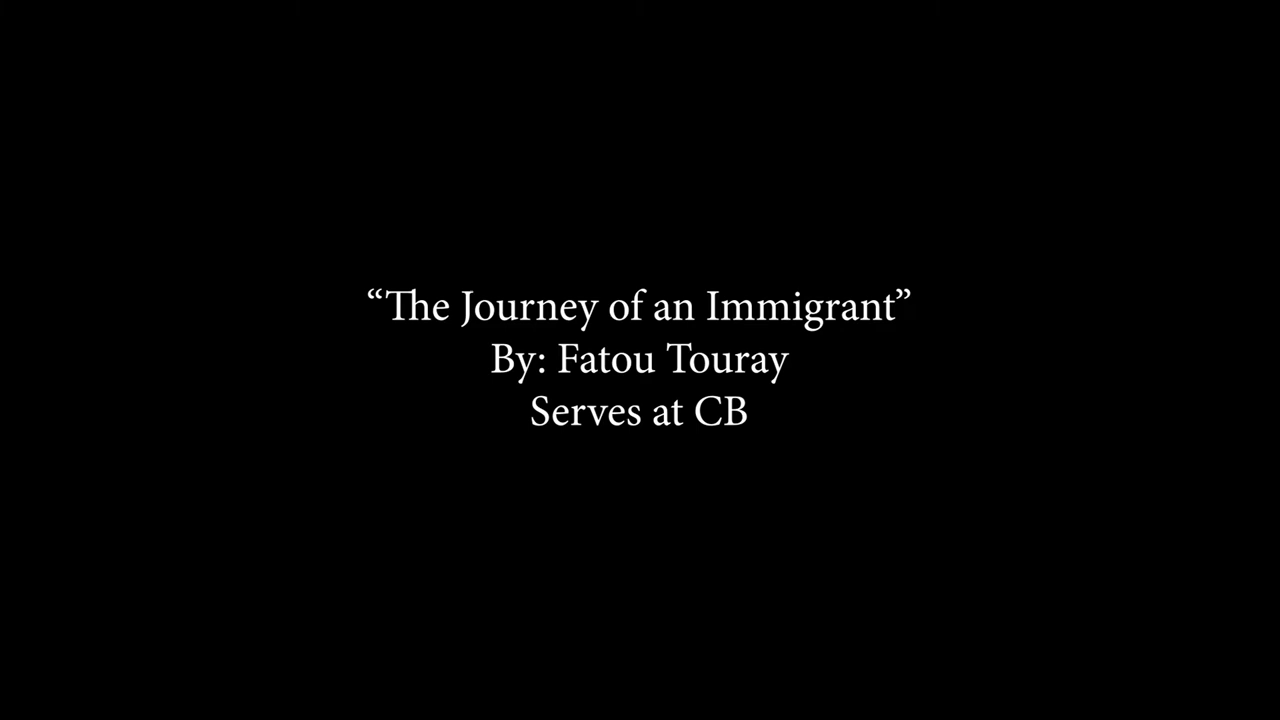 “The Journey of an Immigrant”
By: Fatou Touray
Serves at CB